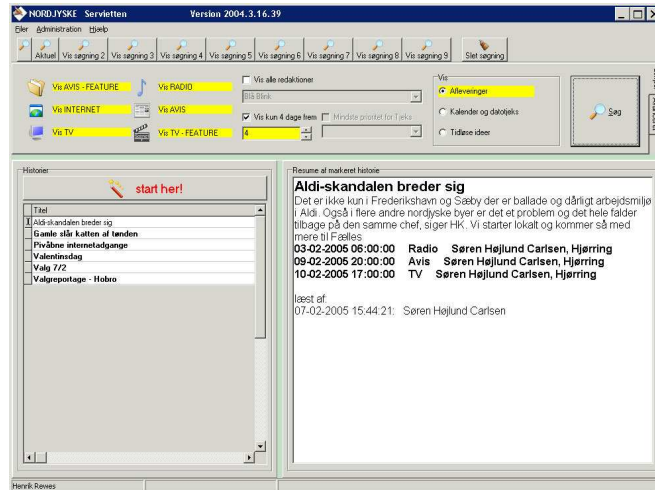 NORDJYSKE Servietten Version 2004.3.16.39
Filer Administration Hjælp
Aktuel Vis søgning 2 Vis søgning 3 Vis søgning 4 Vis søgning 5 Vis søgning 6 Vis søgning 7 Vis søgning 8 Vis søgning 9 Slet søgning
Vis AVIS - FEATURE Vis RADIO
Vis INTERNET Vis AVIS
Vis TV Vis TV - FEATURE
Vis alle redaktioner
Blå Blink
Vis kun 4 dage frem Mindste prioritet for Tjeks
4
Vis
Afleveringer
Kalender og datotjeks
Tidløse ideer
Søg
Historier
start her!
Titel
Aldi-skandalen breder sig
Gamle slår katten af tønden
Pivåbne internetadgange
Valentinsdag
Valg 7/2
Valgreportage - Hobro
Resume af markeret historie
Aldi-skandalen breder sig
Det er ikke kun i Frederikshavn og Sæby der er ballade og dårligt arbejdsmiljø
i Aldi. Også i flere andre nordjyske byer er det et problem og det hele falder
tilbage på den samme chef, siger HK. Vi starter lokalt og kommer så med
mere til Fælles
03-02-2005 06:00:00 Radio Søren Højlund Carlsen, Hjørring
09-02-2005 20:00:00 Avis Søren Højlund Carlsen, Hjørring
10-02-2005 17:00:00 TV Søren Højlund Carlsen, Hjørring
læst af:
07-02-2005 15:44:21: Søren Højlund Carlsen
Henrik Rewes